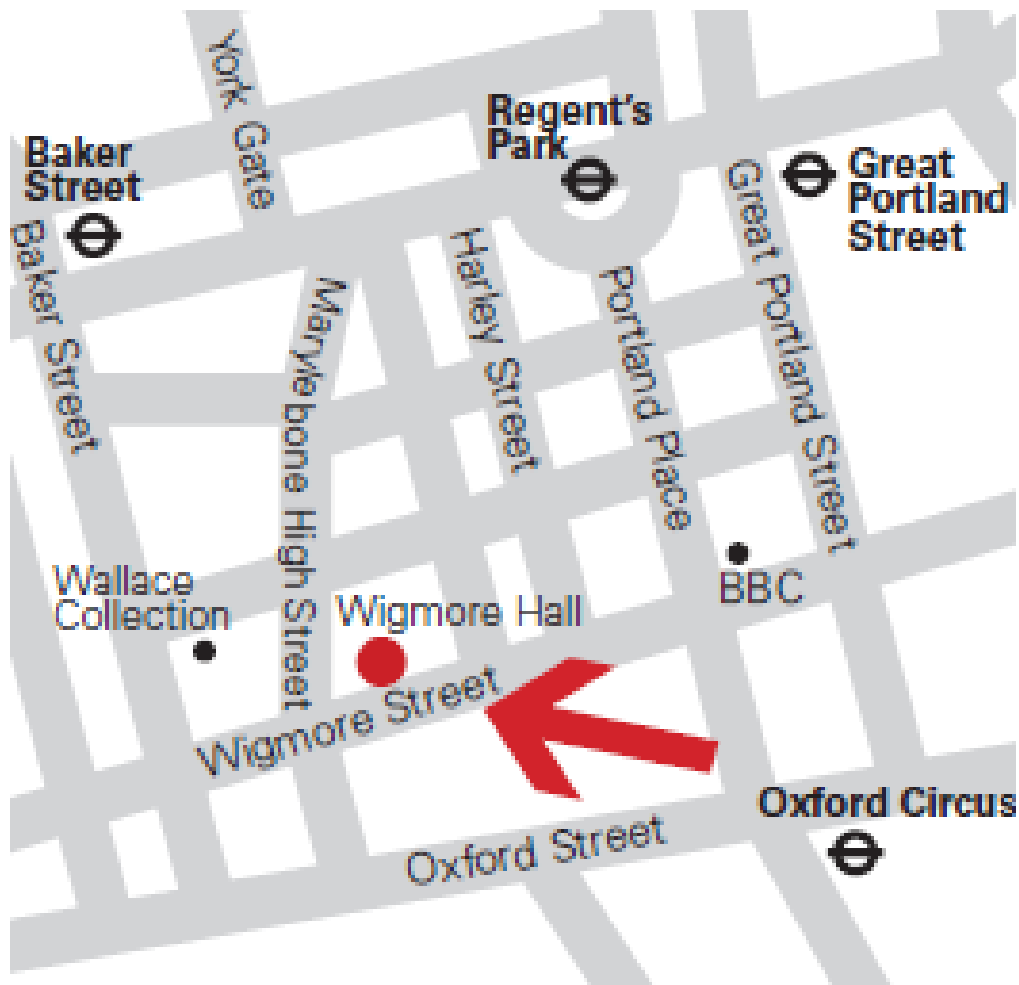 York Gate
Regent's
Park
Baker
Street
Great
Portland
Street
Baker Street
Harley Street
Great Portland Street
Portland Place
Marylebone High Street
Wallace
Collection
Wigmore Hall
BBC
Wigmore Street
Oxford Circus
Oxford Street